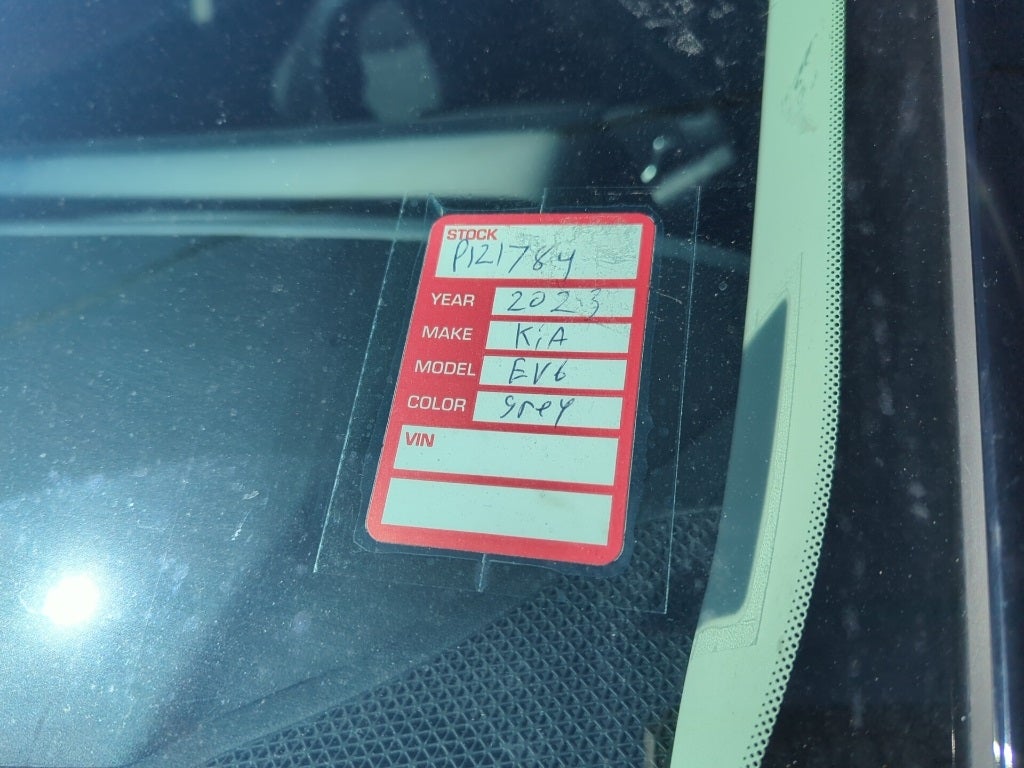 STOCK
P121784
YEAR 2023
MAKE KiA
MODEL EV6
COLOR grey
VIN